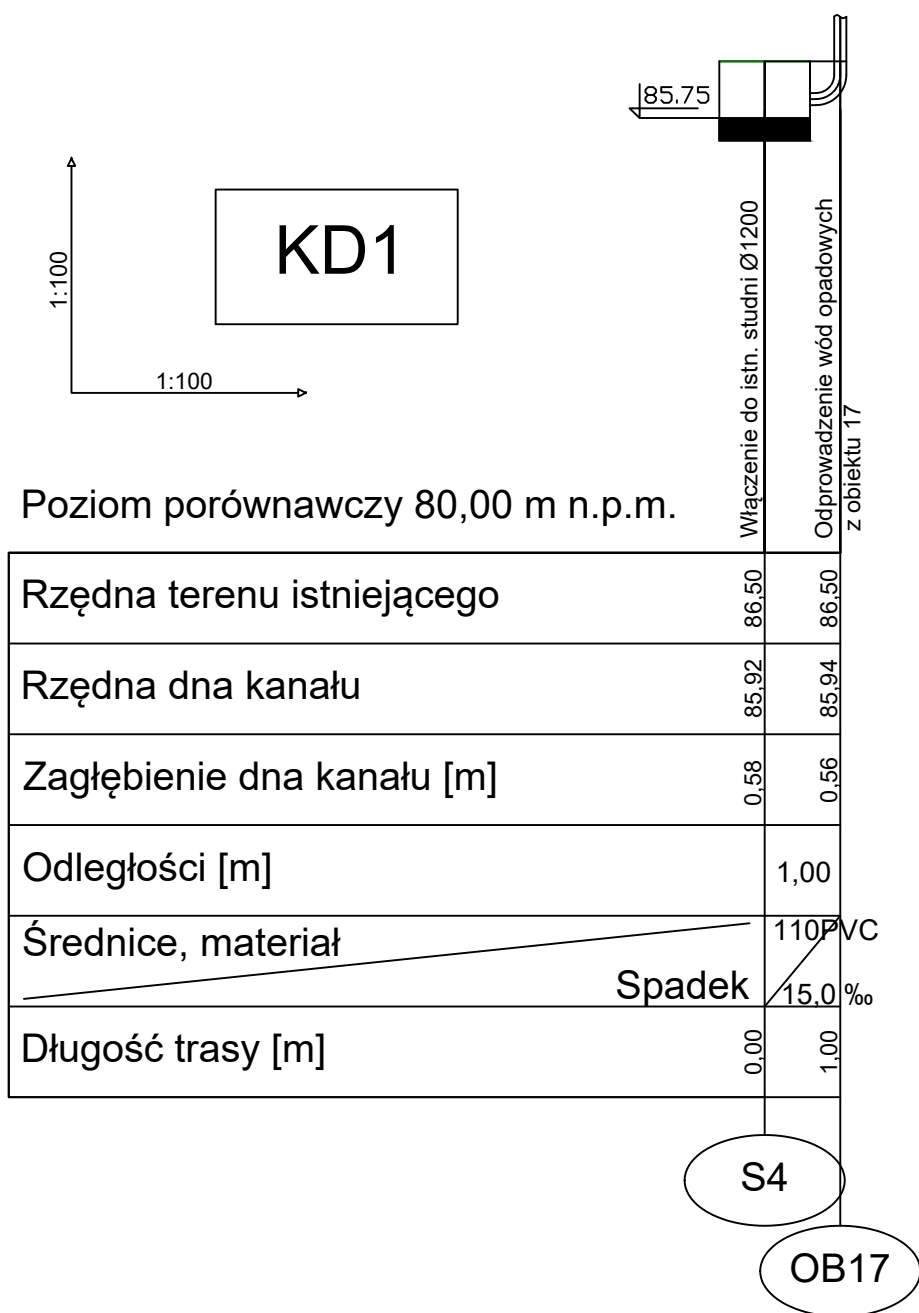 85.75
KD1
1:100
1:100
Włączenie do istn. studni Ø1200
Odprowadzenie wód opadowych
z obiektu 17
Poziom porównawczy 80,00 m n.p.m.
Rzędna terenu istniejącego 86,50 86,50
Rzędna dna kanału 85,92 85,94
Zagłębienie dna kanału [m] 0,58 0,56
Odległości [m] 1,00
Średnice, materiał 110PVC
Spadek 15,0 ‰
Długość trasy [m] 0,00 1,00
S4
OB17